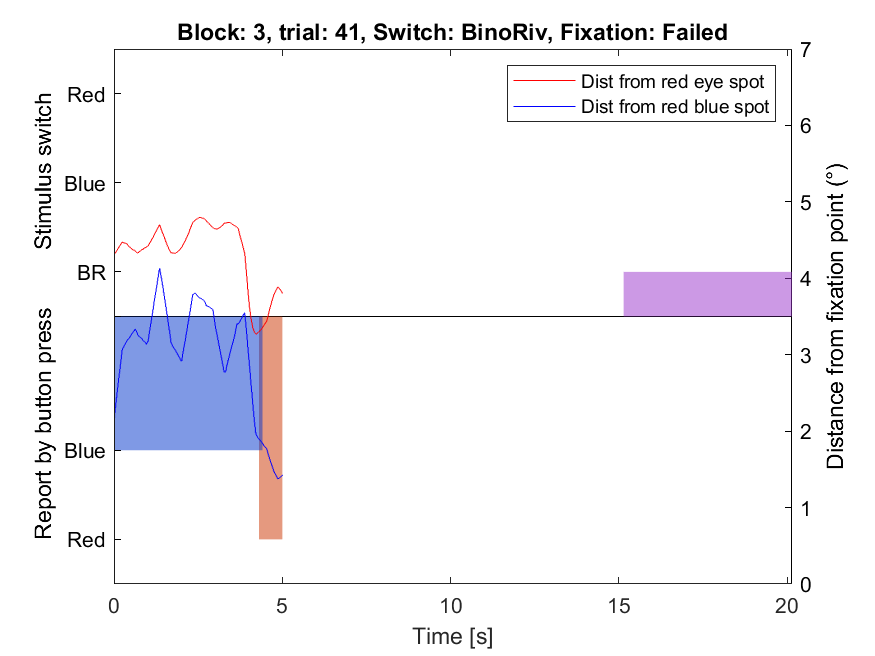 Block: 3, trial: 41, Switch: BinoRiv, Fixation: Failed
Dist from red eye spot
Dist from red blue spot
Stimulus switch
Report by button press
Red
Blue
BR
Blue
Red
7
6
5
4
3
2
1
0
Distance from fixation point (°)
0
5
10
15
20
Time [s]